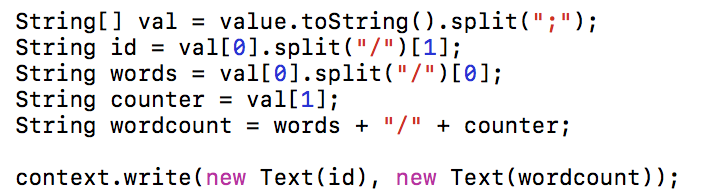 String[] val = value.toString().split(";");
String id = val[0].split("/")[1];
String words = val[0].split("/")[0];
String counter = val[1];
String wordcount = words + "/" + counter;
context.write(new Text(id), new Text(wordcount));